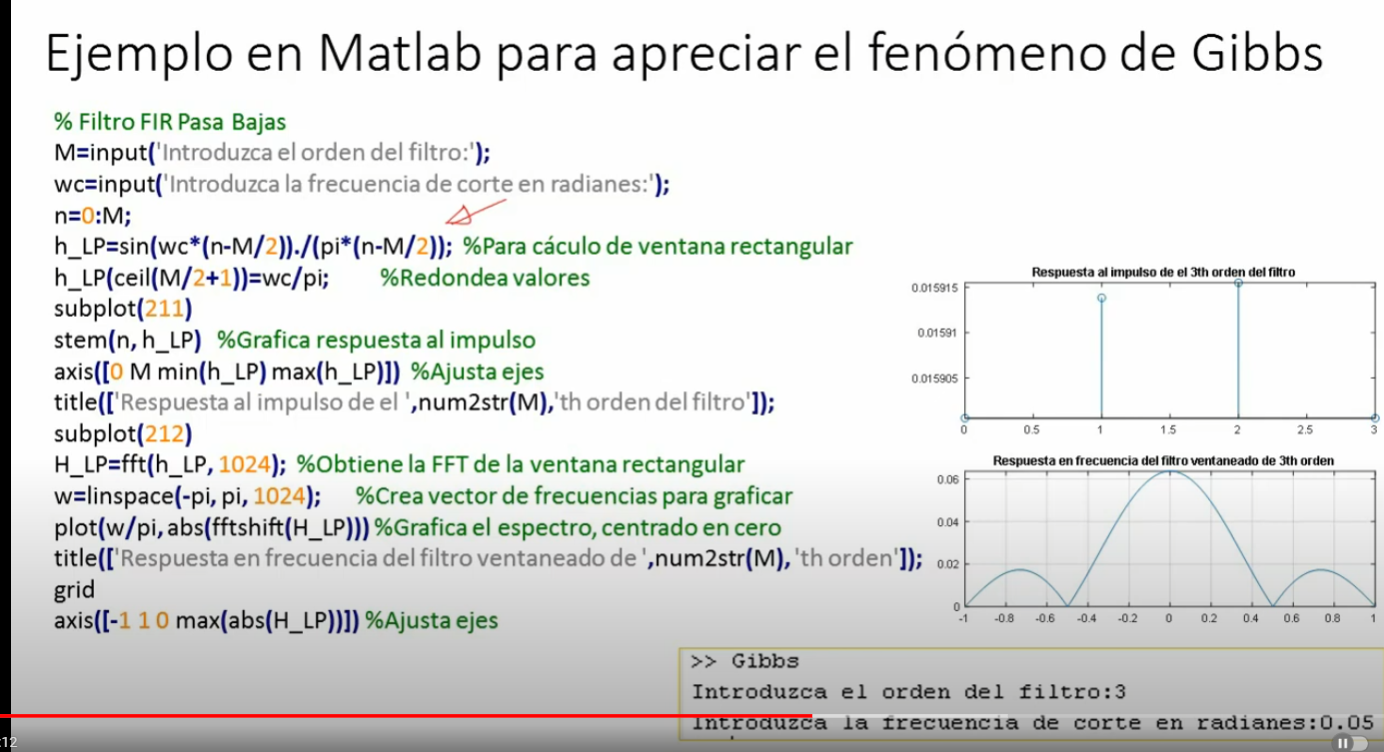 Ejemplo en Matlab para apreciar el fenómeno de Gibbs
% Filtro FIR Pasa Bajas
M=input('Introduzca el orden del filtro:');
wc=input('Introduzca la frecuencia de corte en radianes:');
n=0:M;
h_LP=sin(wc*(n-M/2))./(pi*(n-M/2)); %Para cáculo de ventana rectangular
h_LP(ceil(M/2+1))=wc/pi; %Redondea valores
subplot(211)
stem(n, h_LP) %Grafica respuesta al impulso
axis([0 M min(h_LP) max(h_LP)]) %Ajusta ejes
title(['Respuesta al impulso de el ',num2str(M),'th orden del filtro']);
subplot(212)
H_LP=fft(h_LP, 1024); %Obtiene la FFT de la ventana rectangular
w=linspace(-pi, pi, 1024); %Crea vector de frecuencias para graficar
plot(w/pi, abs(fftshift(H_LP))) %Grafica el espectro, centrado en cero
title(['Respuesta en frecuencia del filtro ventaneado de ',num2str(M), 'th orden']);
grid
axis([-1 1 0 max(abs(H_LP))]) %Ajusta ejes
Respuesta al impulso de el 3th orden del filtro
0.015915
0.01591
0.015905
0 0.5 1 1.5 2 2.5 3
Respuesta en frecuencia del filtro ventaneado de 3th orden
0.06
0.04
0.02
0
-1 -0.8 -0.6 -0.4 -0.2 0 0.2 0.4 0.6 0.8 1
>> Gibbs
Introduzca el orden del filtro:3
Introduzca la frecuencia de corte en radianes:0.05
:12